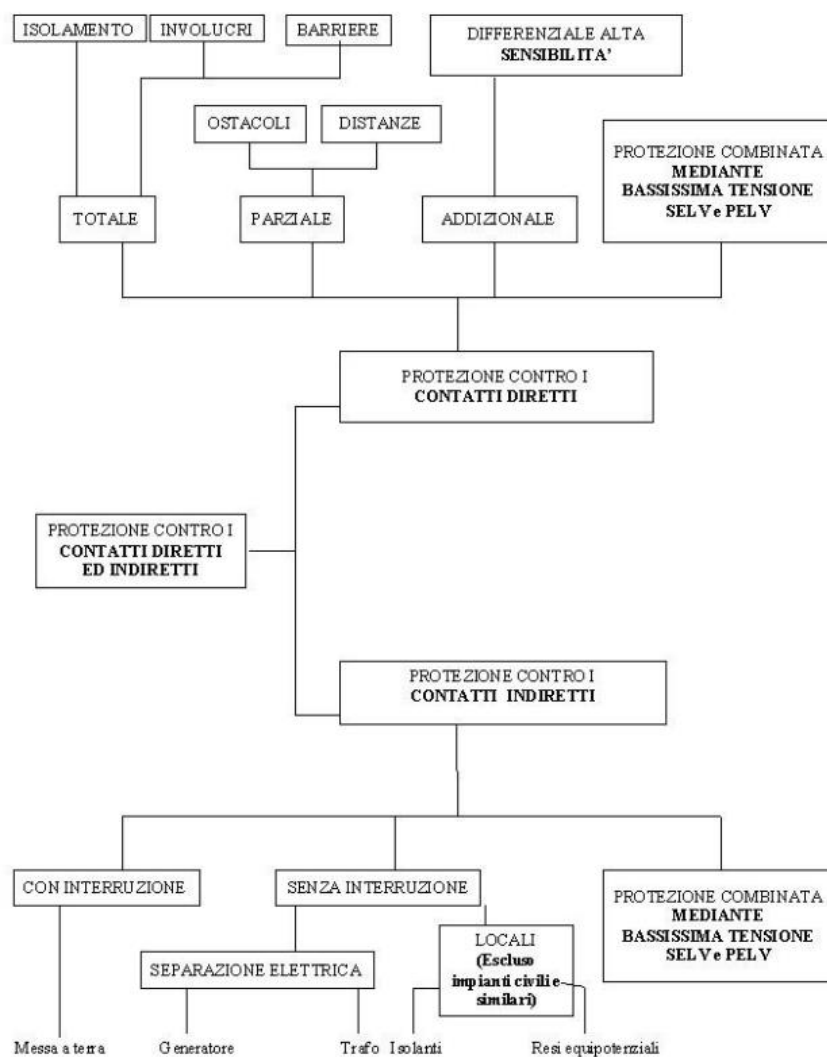 ISOLAMENTO
INVOLUCRI
BARRIERE
DIFFERENZIALE ALTA
SENSIBILITA’
OSTACOLI
DISTANZE
PROTEZIONE COMBINATA
MEDIANTE
BASSISSIMA TENSIONE
SELV e PELV
TOTALE
PARZIALE
ADDIZIONALE
PROTEZIONE CONTRO I
CONTATTI DIRETTI
PROTEZIONE CONTRO I
CONTATTI DIRETTI
ED INDIRETTI
PROTEZIONE CONTRO I
CONTATTI INDIRETTI
CON INTERRUZIONE
SENZA INTERRUZIONE
PROTEZIONE COMBINATA
MEDIANTE
BASSISSIMA TENSIONE
SELV e PELV
LOCALI
(Escluso
impianti civili e
similari)
SEPARAZIONE ELETTRICA
Messa a terra
Generatore
Trafo
Isolanti
Resi equipotenziali